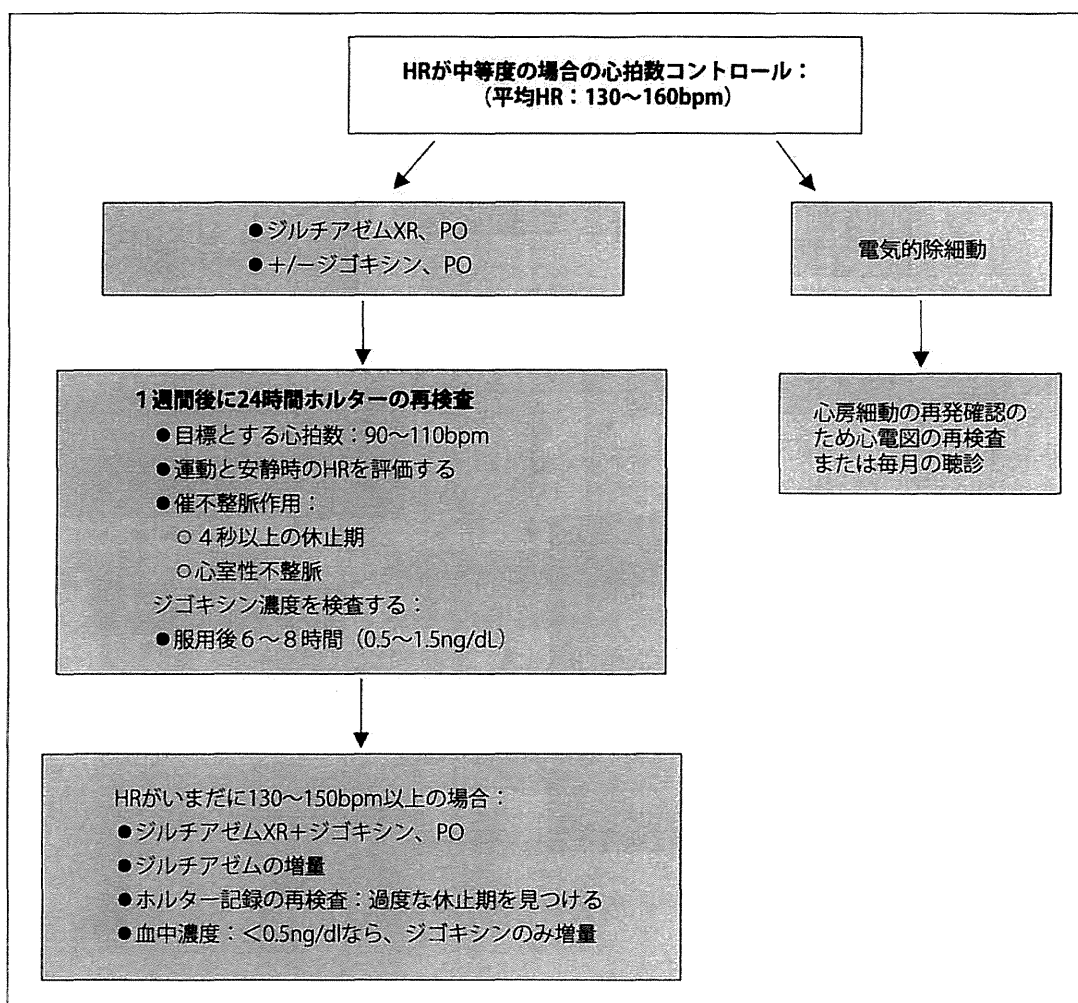 HRが中等度の場合の心拍数コントロール：
（平均HR：130〜160bpm）
●ジルチアゼムXR、PO
●＋/−ジゴキシン、PO
電気的除細動
１週間後に24時間ホルターの再検査
●目標とする心拍数：90〜110bpm
●運動と安静時のHRを評価する
●催不整脈作用：
○４秒以上の休止期
○心室性不整脈
ジゴキシン濃度を検査する：
●服用後６〜８時間（0.5〜1.5ng/dL）
心房細動の再発確認の
ため心電図の再検査
または毎月の聴診
HRがいまだに130〜150bpm以上の場合：
●ジルチアゼムXR＋ジゴキシン、PO
●ジルチアゼムの増量
●ホルター記録の再検査：過度な休止期を見つける
●血中濃度：＜0.5ng/dlなら、ジゴキシンのみ増量